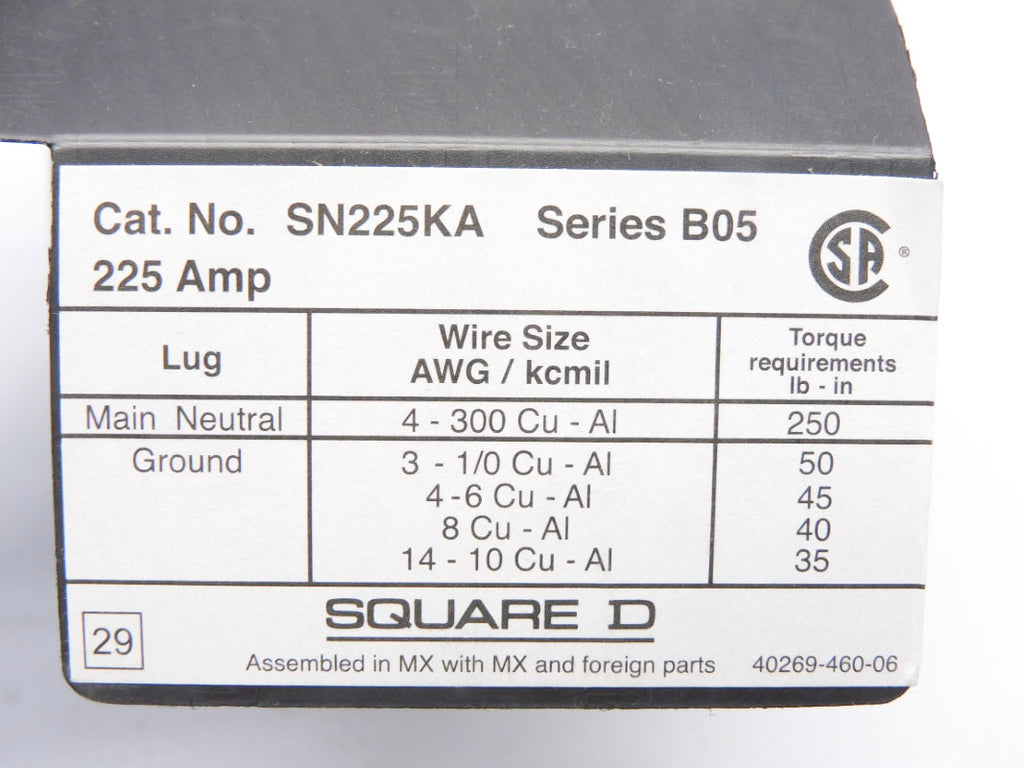 Cat. No. SN225KA Series B05
225 Amp
CSA ®
Lug
Wire Size
AWG / kcmil
Torque
requirements
lb - in
Main Neutral 4 - 300 Cu - Al 250
Ground 3 - 1/0 Cu - Al 50
4 - 6 Cu - Al 45
8 Cu - Al 40
14 - 10 Cu - Al 35
SQUARE D
29
Assembled in MX with MX and foreign parts 40269-460-06